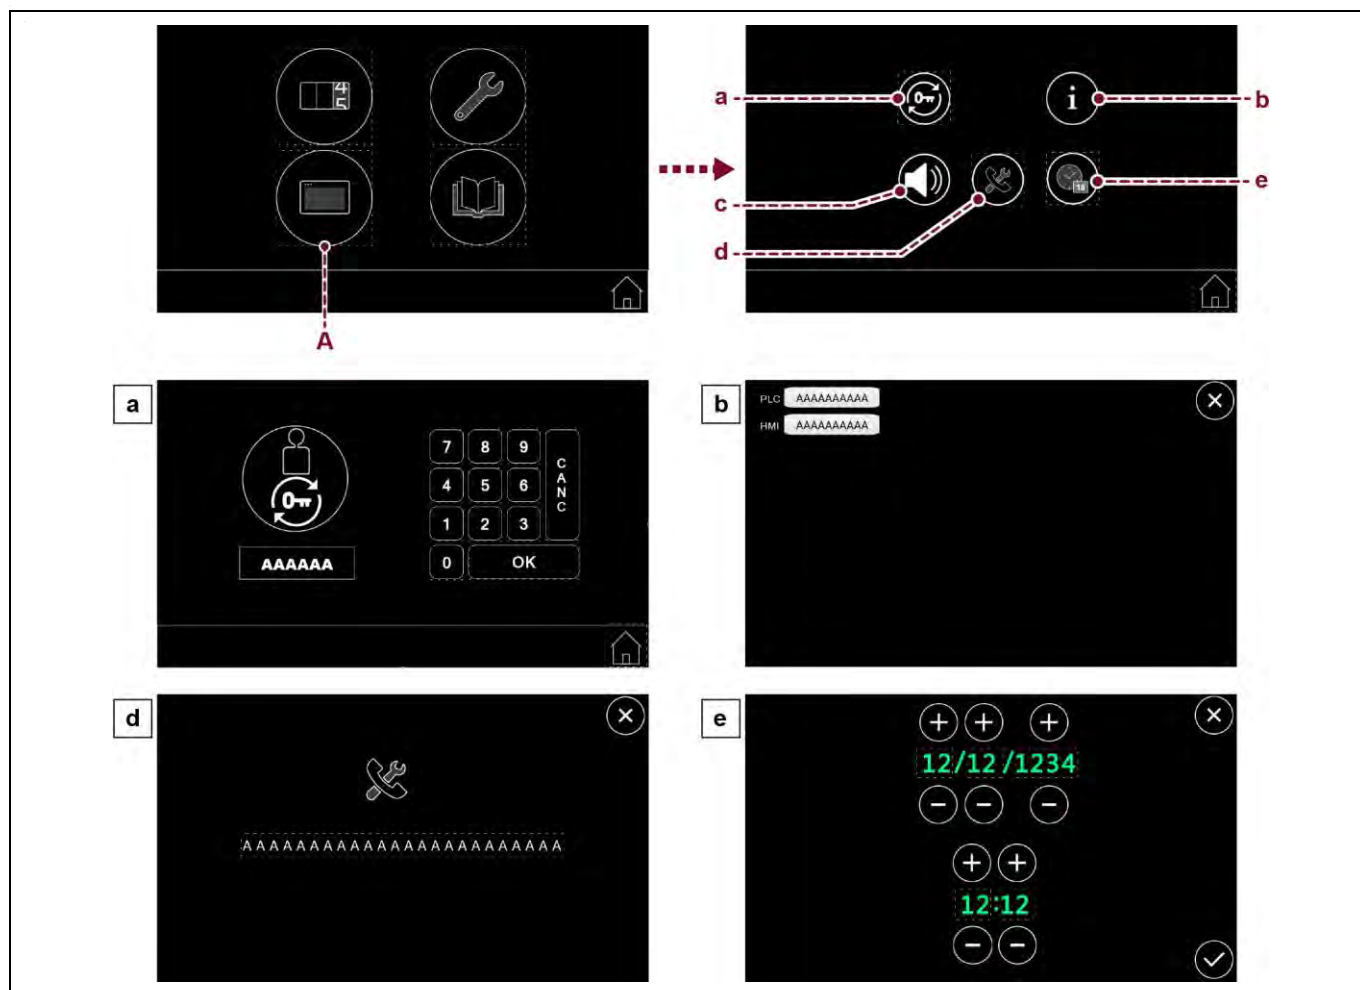 4
5
A
a
b
i
c
d
e
18
a
AAAAAA
7 8 9
4 5 6
1 2 3
0 OK
CANC
b
PLC AAAAAAAAAA
HMI AAAAAAAAAA
d
AAAAAAAAAAAAAAAAAAAAAAAA
e
+ + +
12/12/1234
- - -
+ +
12:12
- -